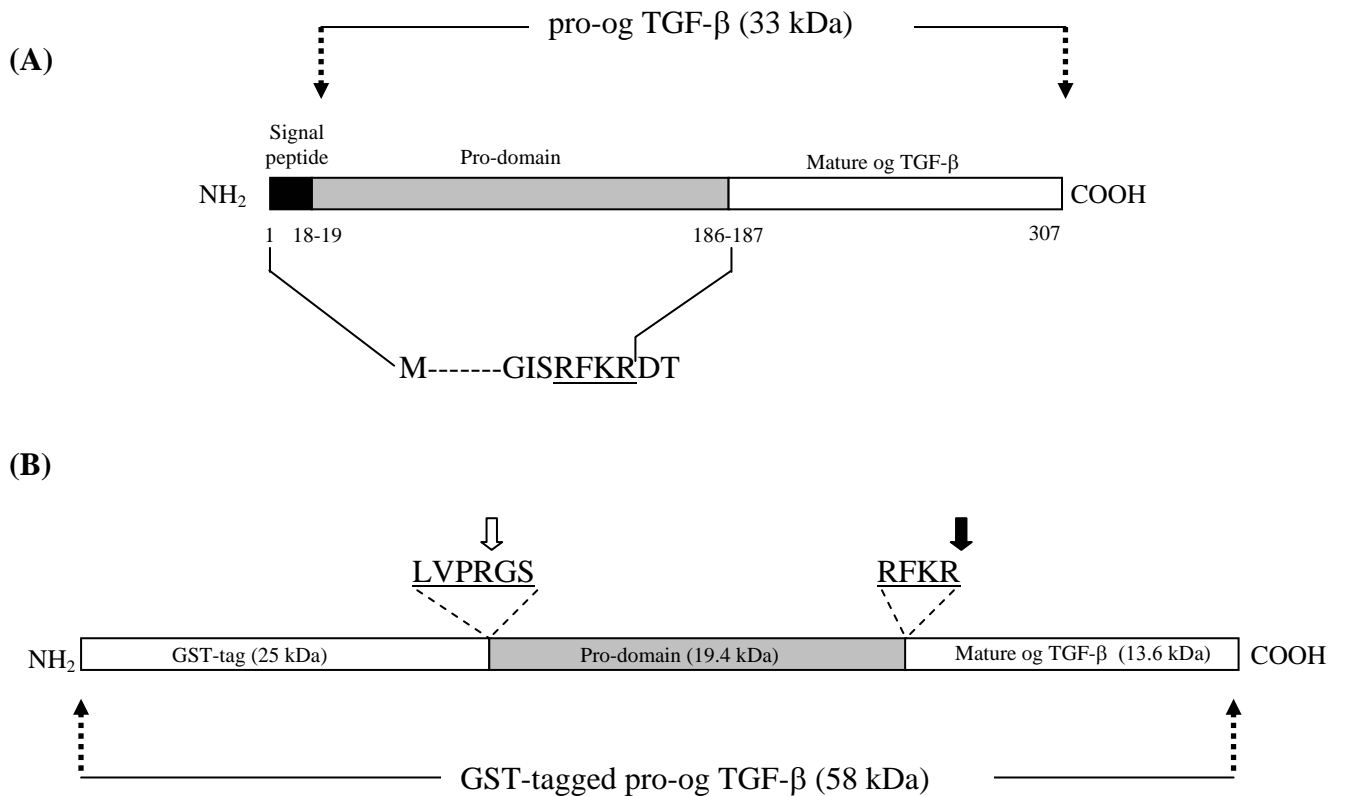 pro-og TGF-β (33 kDa)
(A)
Signal
peptide
Pro-domain
Mature og TGF-β
NH₂
COOH
1 18-19 186-187 307
M-------GISRFKRDT
(B)
LVPRGS RFKR
NH₂ GST-tag (25 kDa) Pro-domain (19.4 kDa) Mature og TGF-β (13.6 kDa) COOH
GST-tagged pro-og TGF-β (58 kDa)